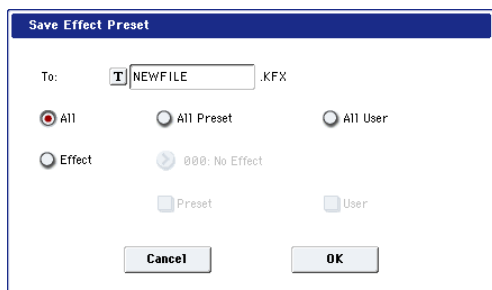 Save Effect Preset
To: T NEWFILE .KFX
All All Preset All User
Effect 000: No Effect
Preset User
Cancel OK